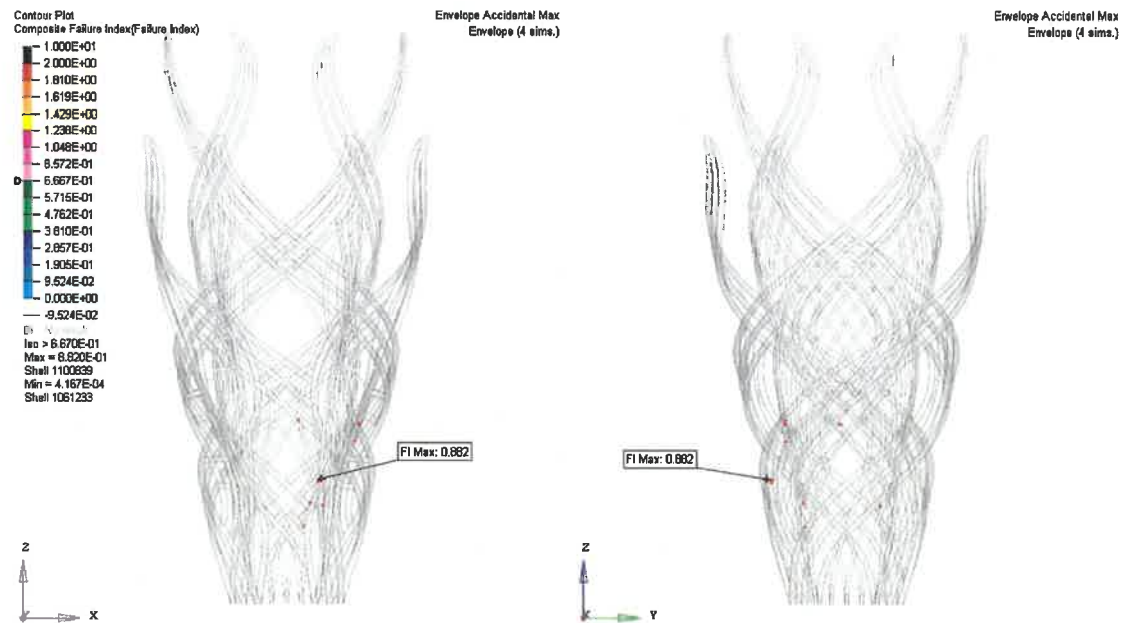 Contour Plot
Composite Failure Index(Failure Index)
1.000E+01
2.000E+00
1.810E+00
1.619E+00
1.429E+00
1.238E+00
1.048E+00
8.572E-01
D 6.667E-01
5.715E-01
4.762E-01
3.810E-01
2.857E-01
1.905E-01
9.524E-02
0.000E+00
-9.524E-02
Iso > 6.670E-01
Max = 8.820E-01
Shell 1100839
Min = 4.167E-04
Shell 1061233
Envelope Accidental Max
Envelope (4 sims.)
FI Max: 0.882
Z
X
Envelope Accidental Max
Envelope (4 sims.)
FI Max: 0.882
Z
X
Y